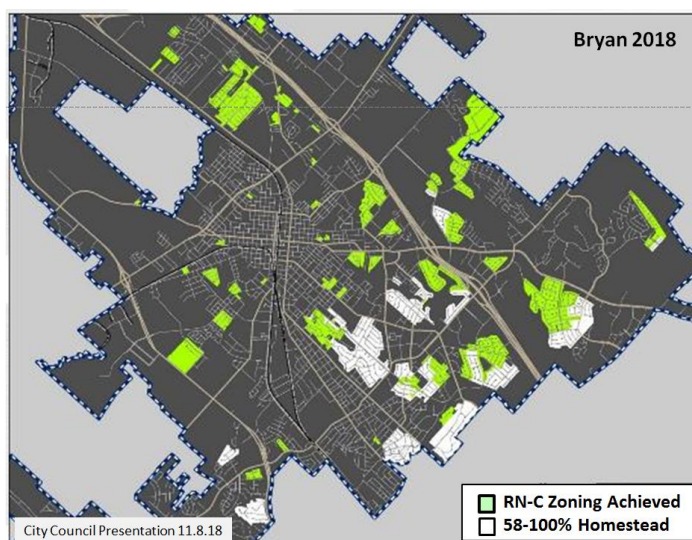 Bryan 2018
RN-C Zoning Achieved
58-100% Homestead
City Council Presentation 11.8.18